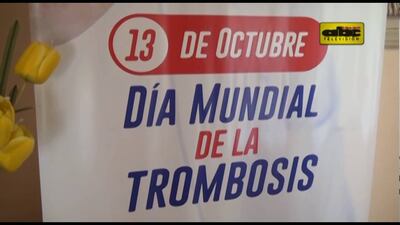 13 DE OCTUBRE
abc
TELEVISIÓN
DÍA MUNDIAL
DE LA
TROMBOSIS